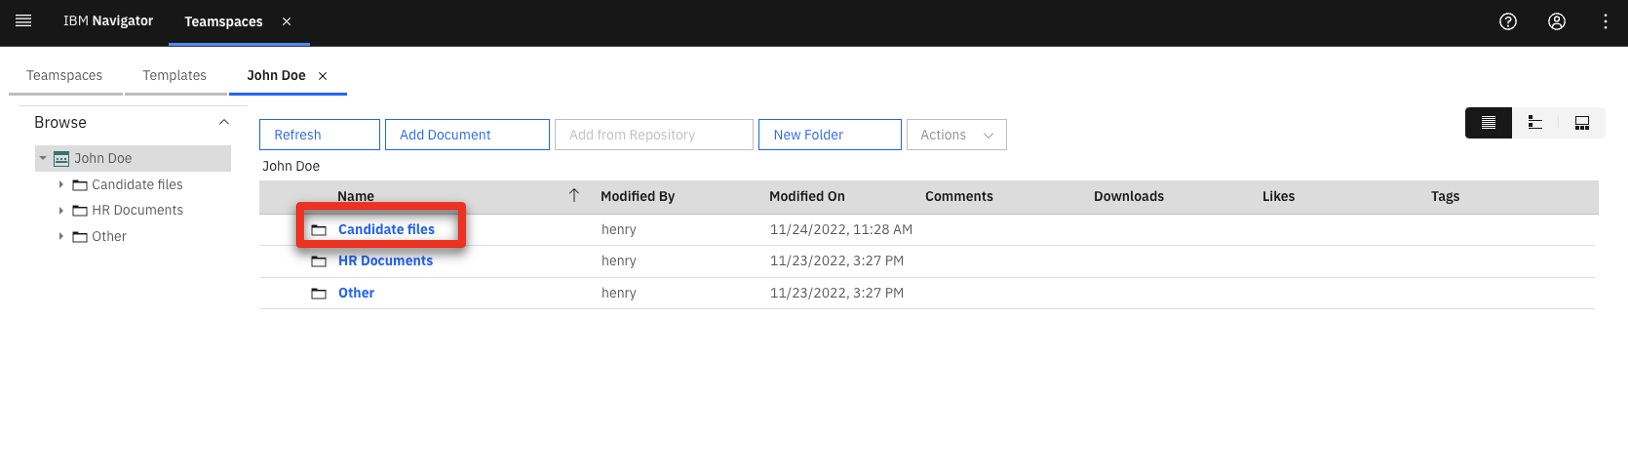 IBM Navigator Teamspaces
Teamspaces Templates John Doe
Browse
John Doe
Candidate files
HR Documents
Other
Refresh Add Document Add from Repository New Folder Actions
John Doe
Name Modified By Modified On Comments Downloads Likes Tags
Candidate files henry 11/24/2022, 11:28 AM
HR Documents henry 11/23/2022, 3:27 PM
Other henry 11/23/2022, 3:27 PM